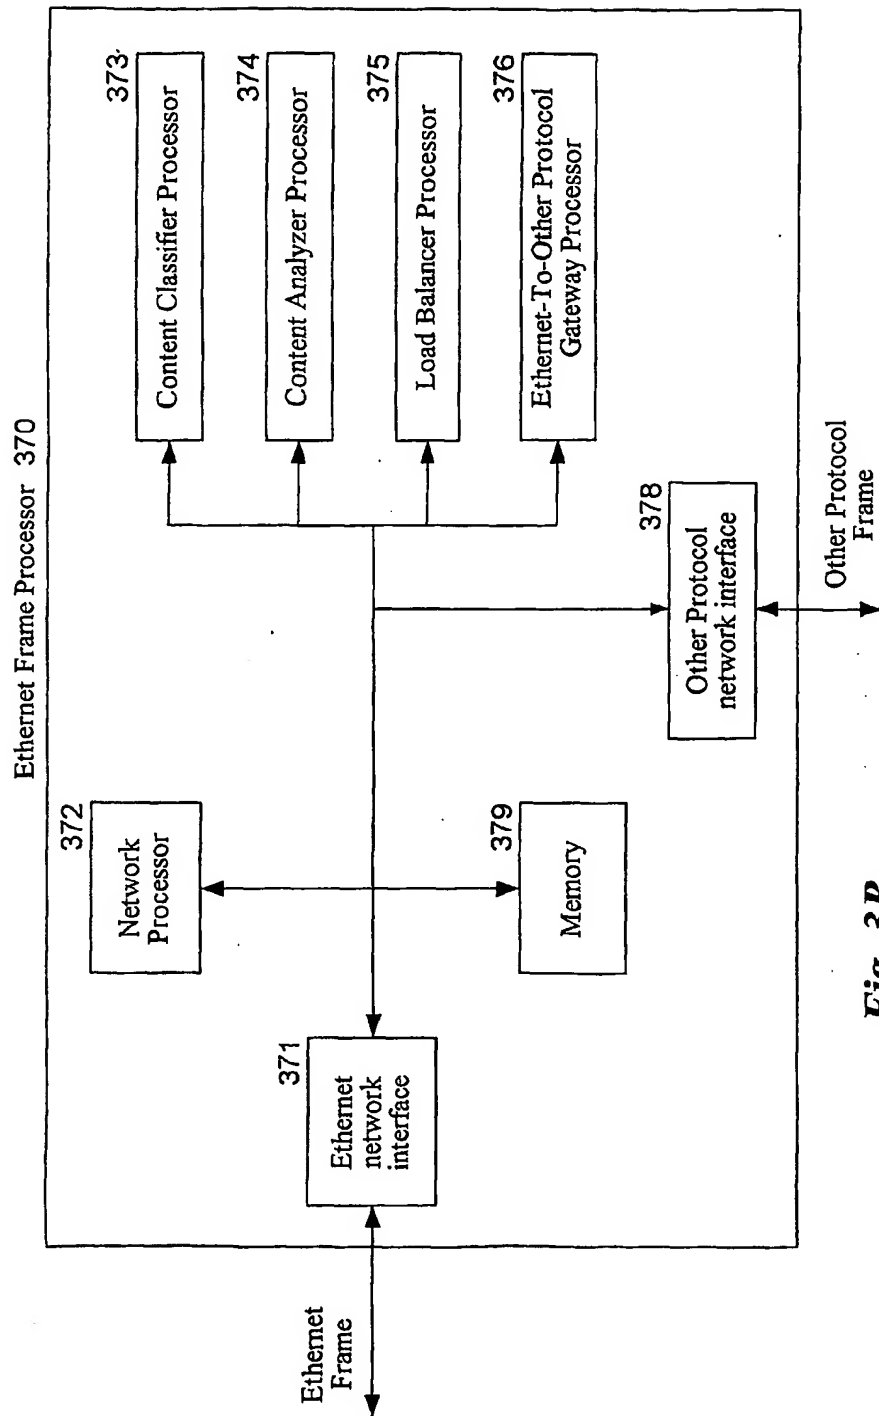 Ethernet Frame Processor 370
372
Network
Processor
373
Content Classifier Processor
374
Content Analyzer Processor
371
Ethernet
network
interface
Ethernet
Frame
375
Load Balancer Processor
379
Memory
376
Ethernet-To-Other Protocol
Gateway Processor
378
Other Protocol
network interface
Other Protocol
Frame